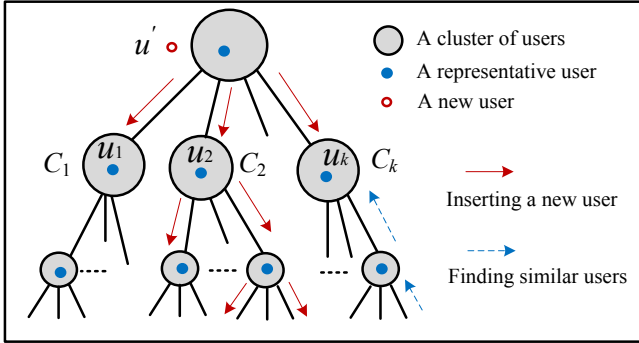 u'
A cluster of users
A representative user
A new user
C1 u1 u2 C2 uk Ck
Inserting a new user
Finding similar users